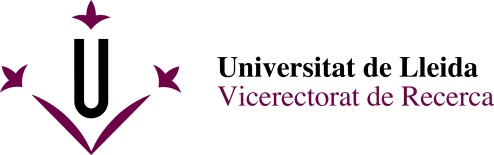 U
Universitat de Lleida
Vicerectorat de Recerca